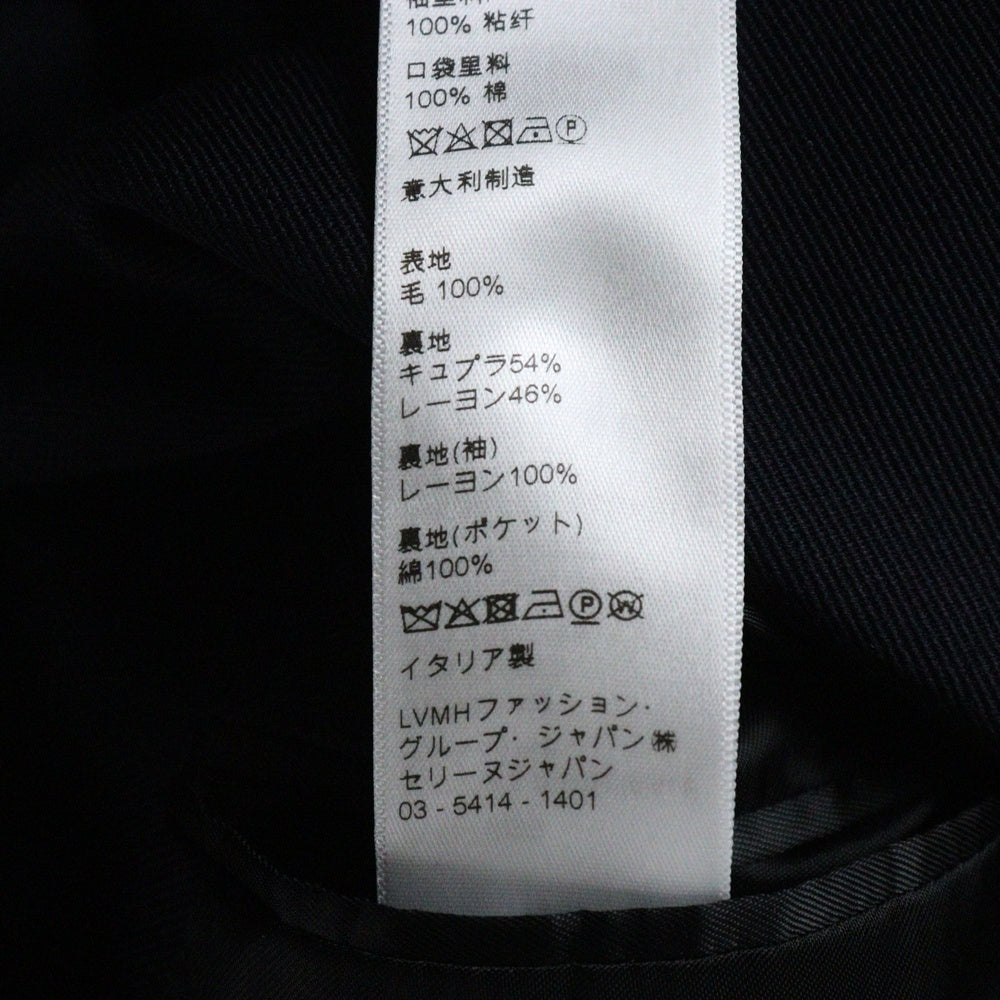 100% 粘纤
口袋里料
100% 棉
P
意大利制造
表地
毛 100%
裏地
キュプラ54%
レーヨン46%
裏地(袖)
レーヨン100%
裏地(ポケット)
綿100%
P W
イタリア製
LVMHファッション·
グループ· ジャパン㈱
セリーヌジャパン
03 - 5414 - 1401